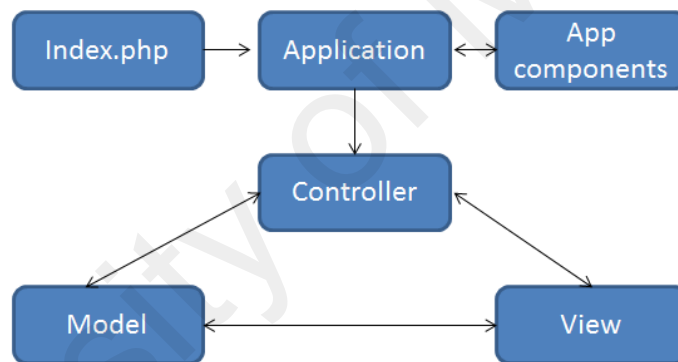 Index.php
Application
App
components
Controller
Model
View